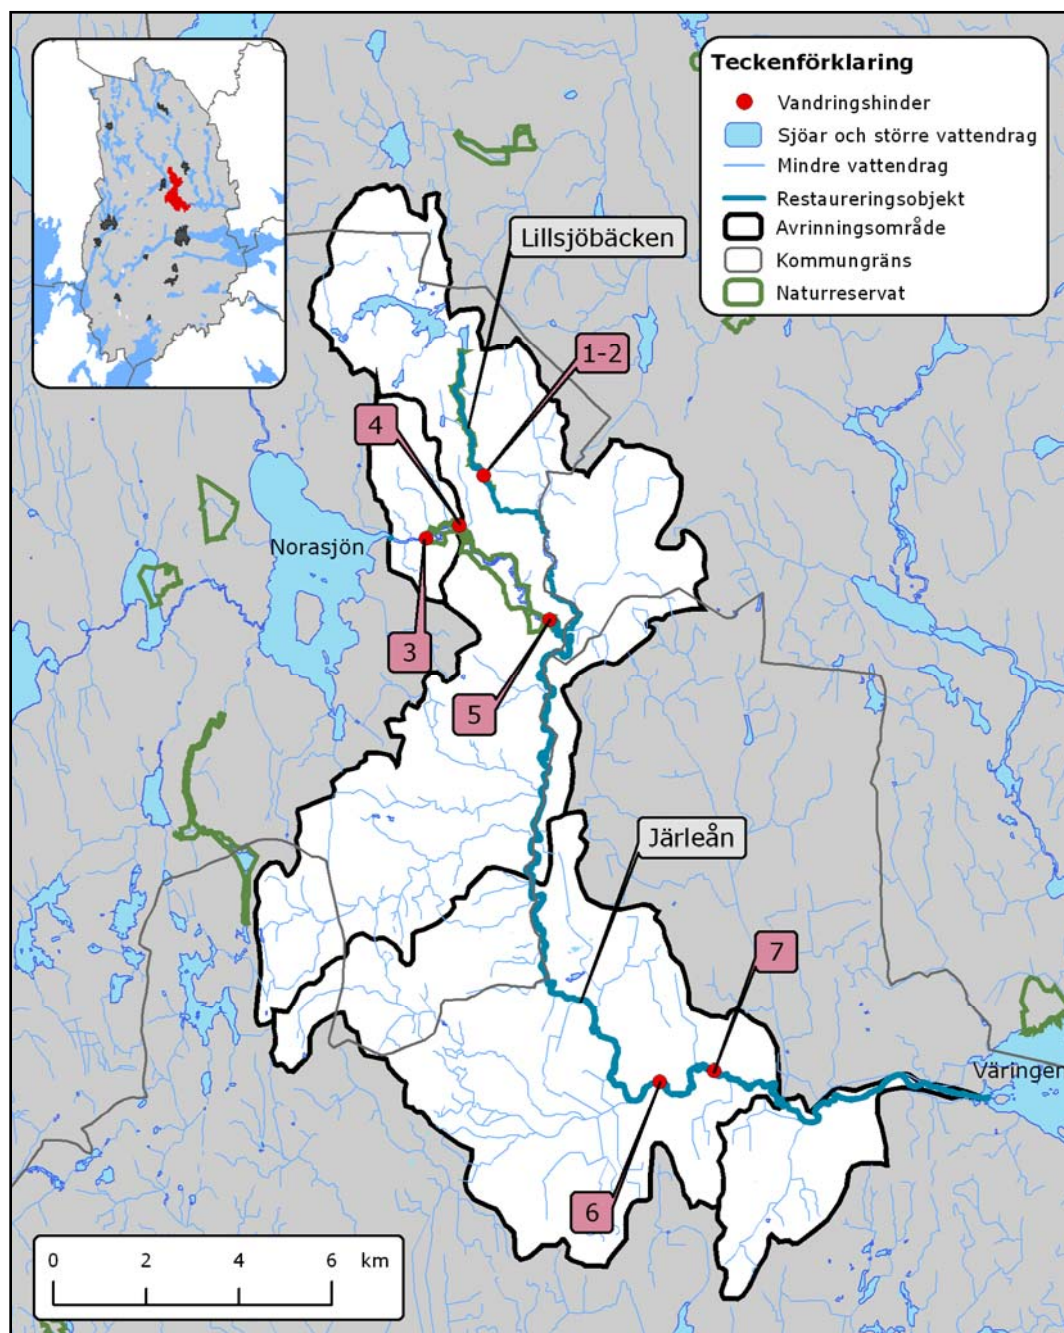 Teckenförklaring
Vandringshinder
Sjöar och större vattendrag
Mindre vattendrag
Restaureringsobjekt
Avrinningsområde
Kommungräns
Naturreservat
Lillsjöbäcken
1-2
4
Norasjön
3
5
Järleån
7
Väringen
6
0 2 4 6 km